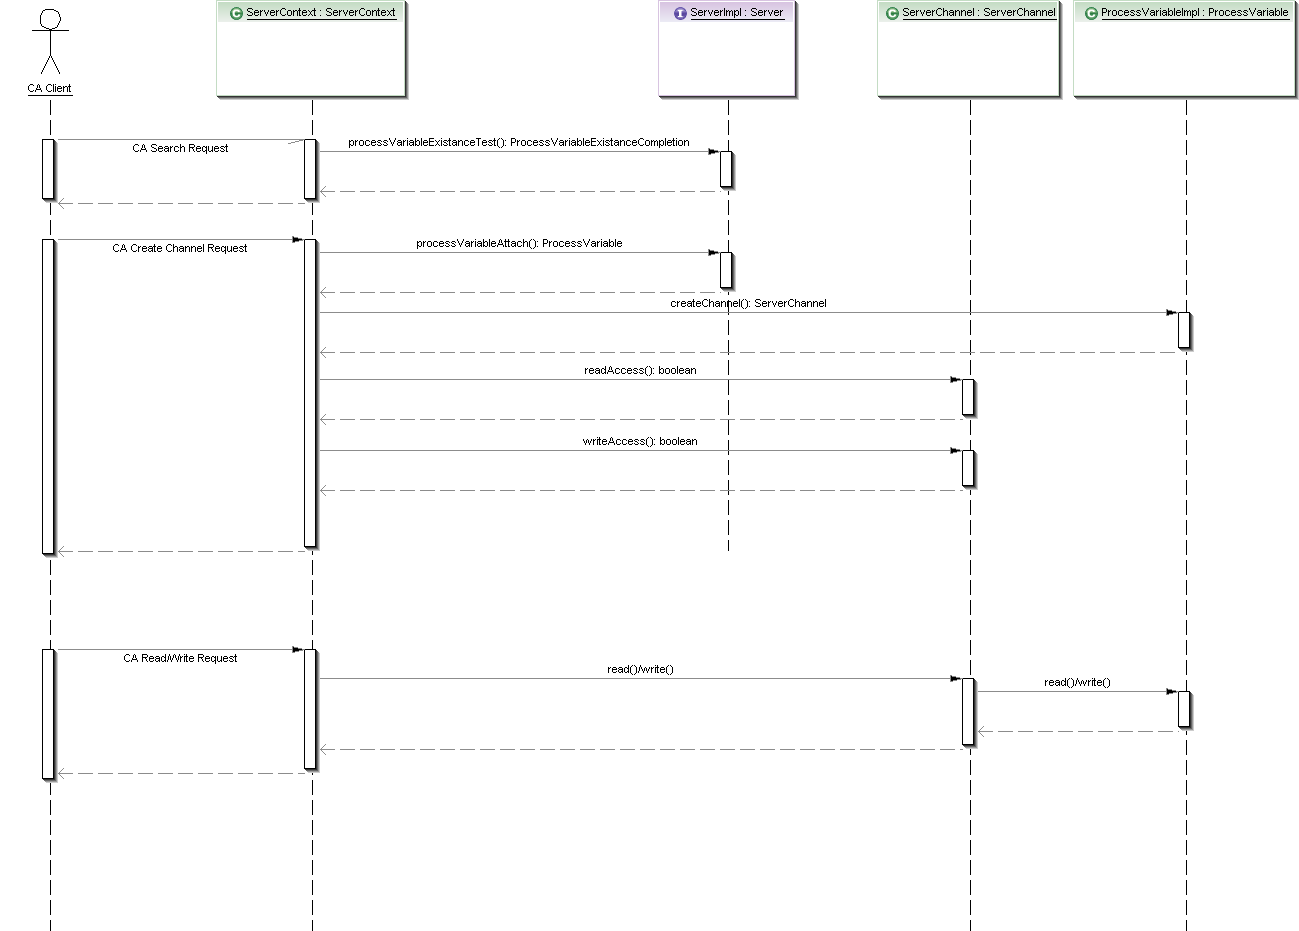 C ServerContext : ServerContext
I ServerImpl : Server
C ServerChannel : ServerChannel
C ProcessVariableImpl : ProcessVariable
CA Client
CA Search Request
processVariableExistanceTest(): ProcessVariableExistanceCompletion
CA Create Channel Request
processVariableAttach(): ProcessVariable
createChannel(): ServerChannel
readAccess(): boolean
writeAccess(): boolean
CA Read/Write Request
read()/write()
read()/write()